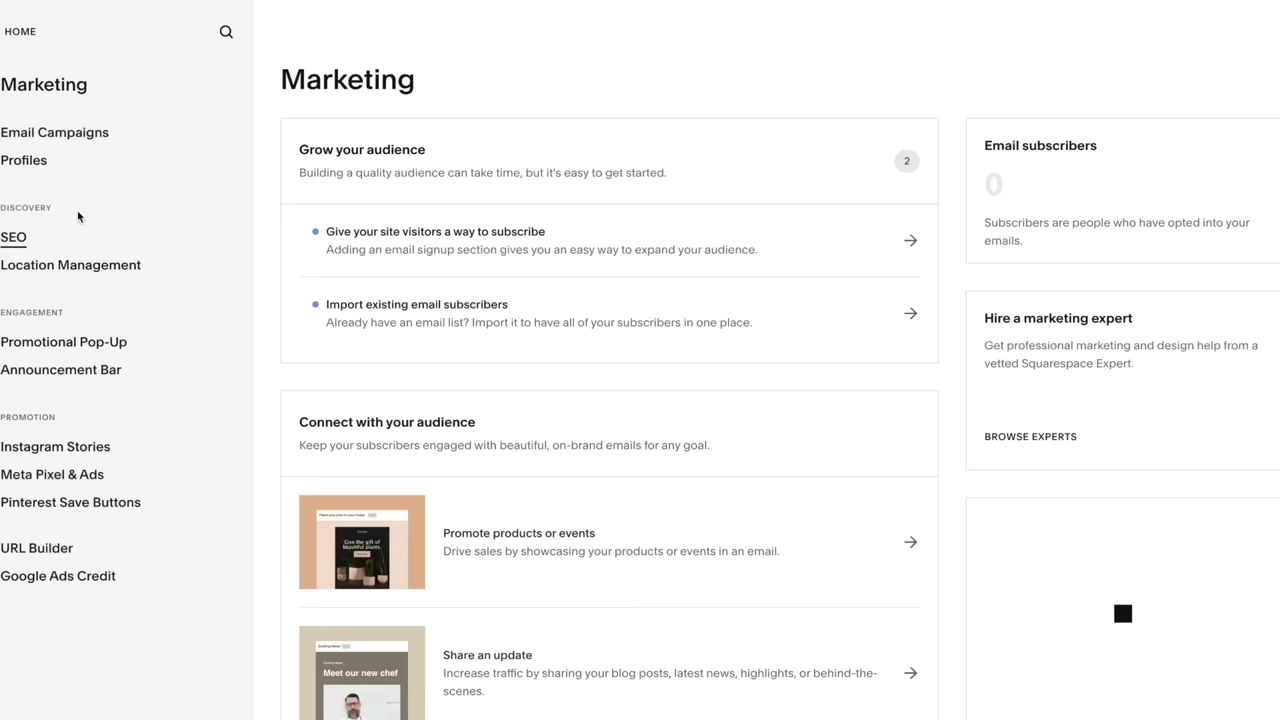 HOME
Marketing
Email Campaigns
Profiles
DISCOVERY
SEO
Location Management
ENGAGEMENT
Promotional Pop-Up
Announcement Bar
PROMOTION
Instagram Stories
Meta Pixel & Ads
Pinterest Save Buttons
URL Builder
Google Ads Credit
Marketing
Grow your audience
Building a quality audience can take time, but it's easy to get started.
2
Give your site visitors a way to subscribe
Adding an email signup section gives you an easy way to expand your audience.
Import existing email subscribers
Already have an email list? Import it to have all of your subscribers in one place.
Connect with your audience
Keep your subscribers engaged with beautiful, on-brand emails for any goal.
Give the gift of
beautiful plants.
Promote products or events
Drive sales by showcasing your products or events in an email.
Meet our new chef
Share an update
Increase traffic by sharing your blog posts, latest news, highlights, or behind-the-
scenes.
Email subscribers
0
Subscribers are people who have opted into your
emails.
Hire a marketing expert
Get professional marketing and design help from a
vetted Squarespace Expert.
BROWSE EXPERTS